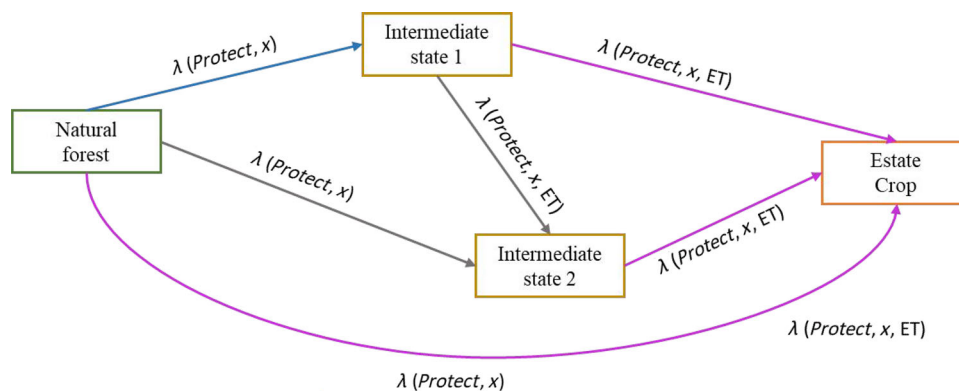 Intermediate
state 1
λ (Protect, x)
λ (Protect, x, ET)
Natural
forest
λ (Protect, x, ET)
Estate
Crop
λ (Protect, x)
Intermediate
state 2
λ (Protect, x, ET)
λ (Protect, x, ET)
λ (Protect, x)